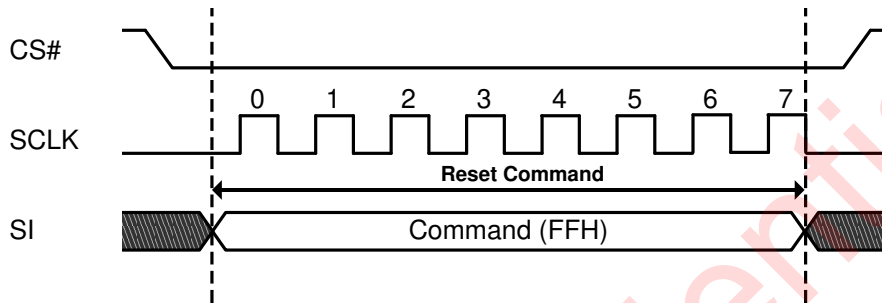 CS#
0 1 2 3 4 5 6 7
SCLK
Reset Command
SI
Command (FFH)